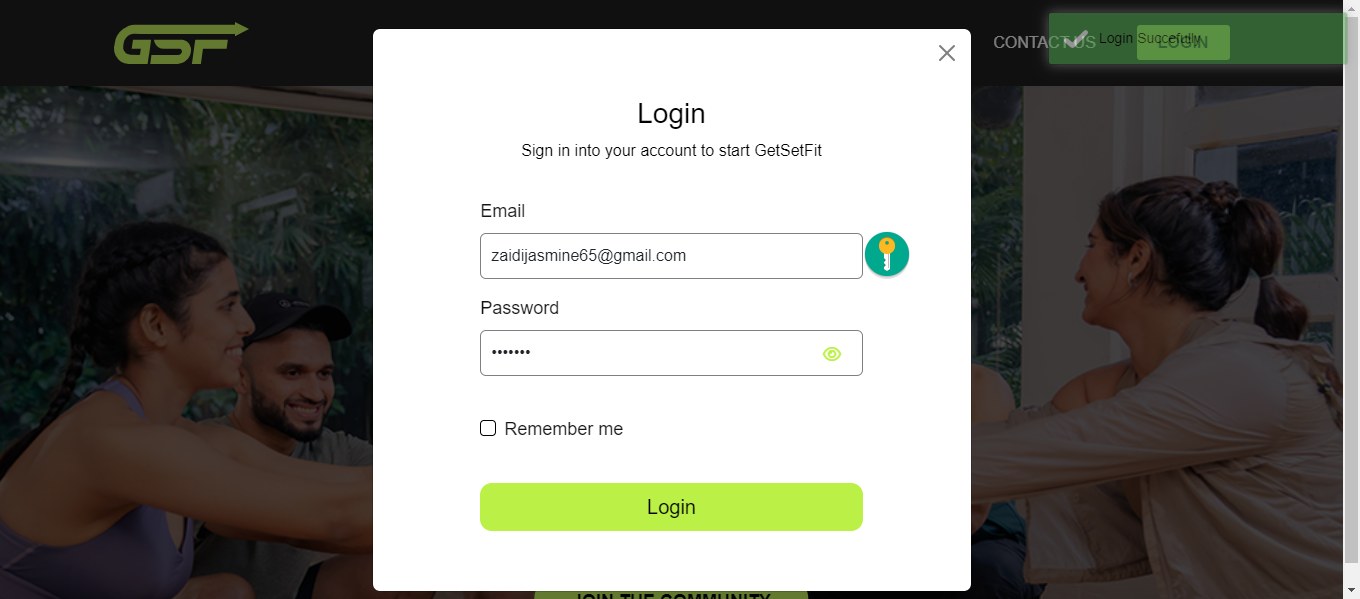 GSF
CONTACT US
LOGIN
Login Succefully
Login
Sign in into your account to start GetSetFit
Email
zaidijasmine65@gmail.com
Password
•••••••
Remember me
Login
JOIN THE COMMUNITY